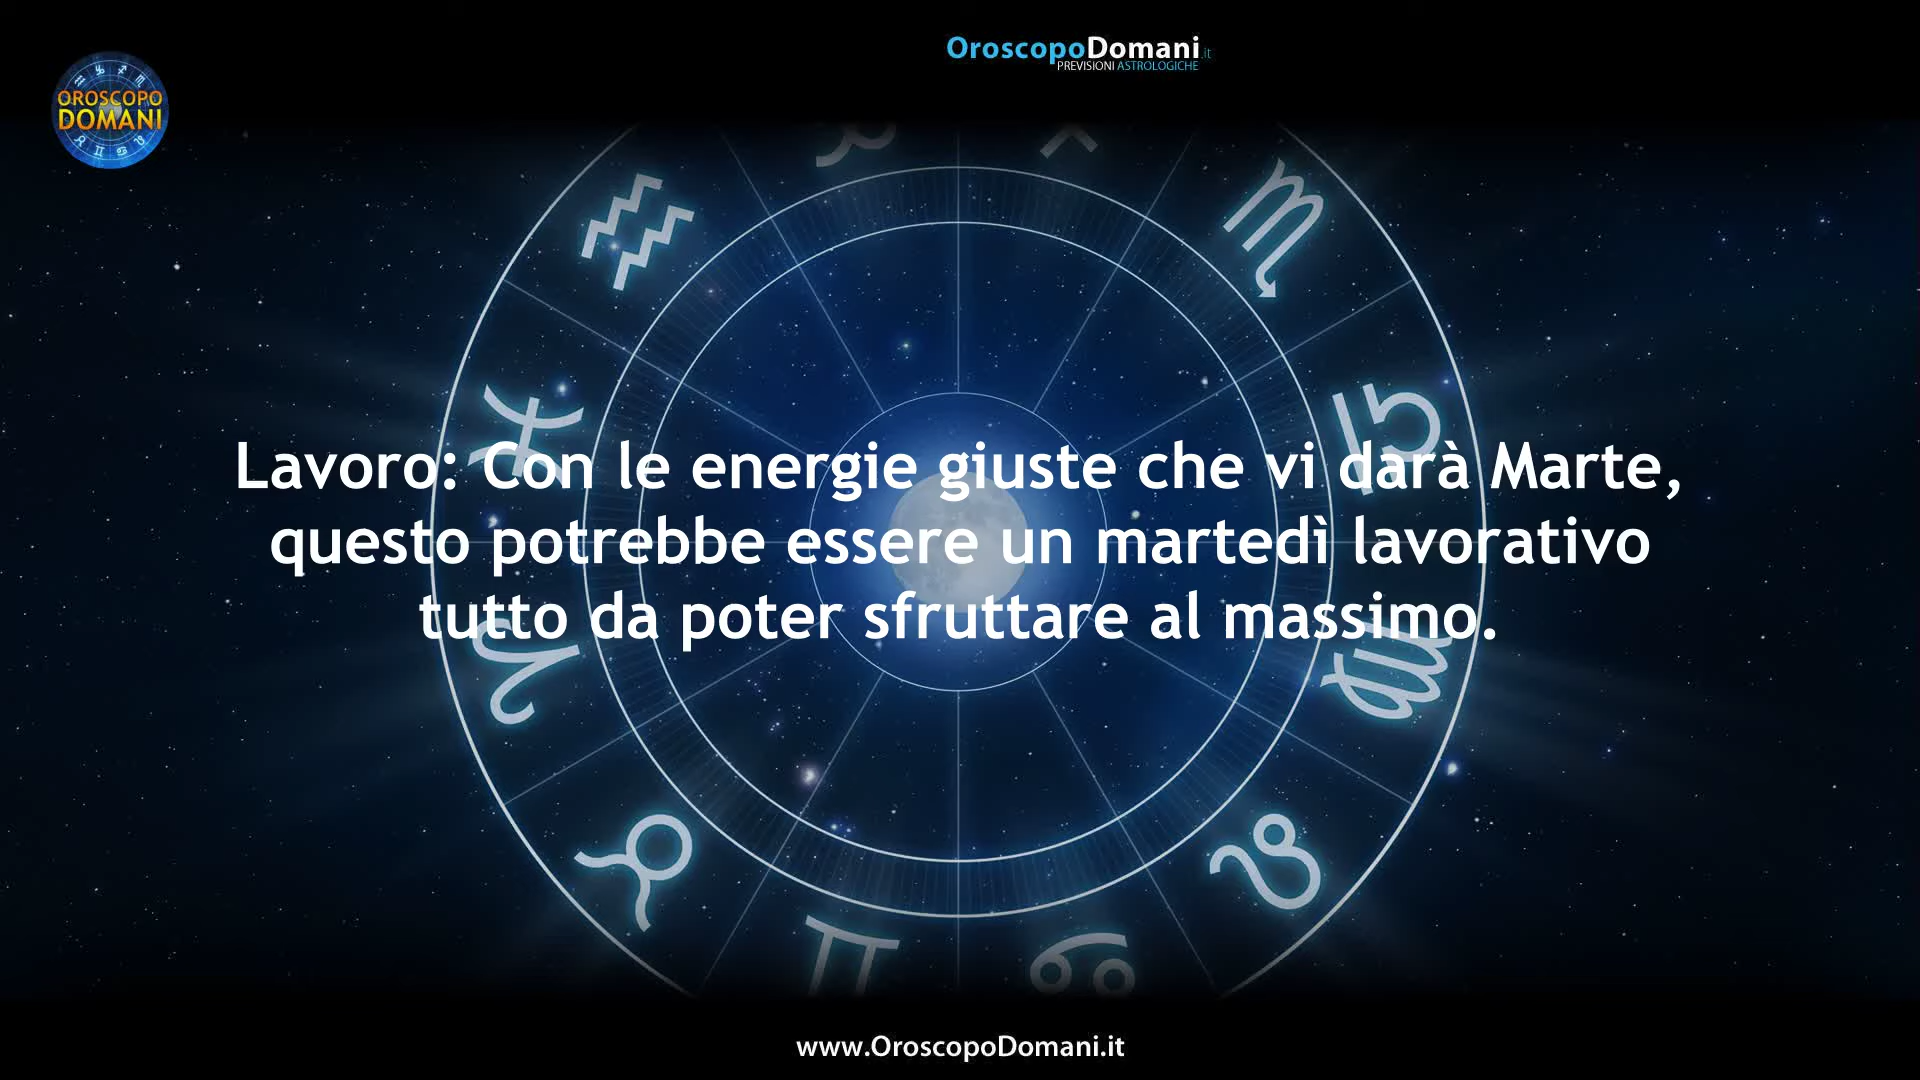 OroscopoDomani.it
PREVISIONI ASTROLOGICHE
OROSCOPO
DOMANI
Lavoro: Con le energie giuste che vi darà Marte,
questo potrebbe essere un martedì lavorativo
tutto da poter sfruttare al massimo.
www.OroscopoDomani.it